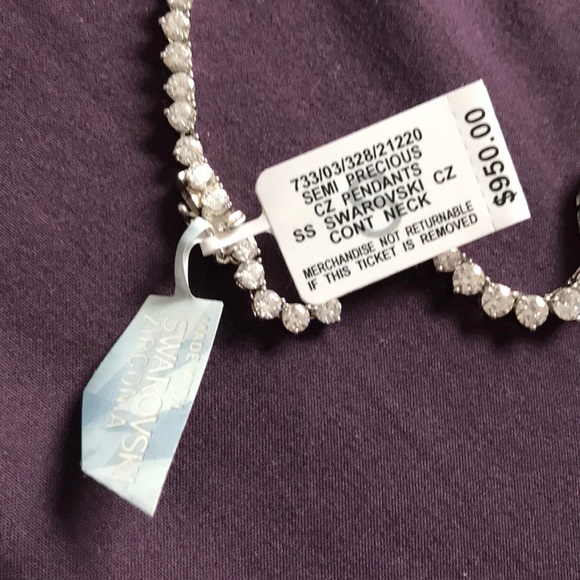 733/03/328/21220
SEMI PRECIOUS
CZ PENDANTS
SS SWAROVSKI CZ
CONT NECK
MERCHANDISE NOT RETURNABLE
IF THIS TICKET IS REMOVED
$950.00
MADE
SWAROVSKI
ZIRCONIA